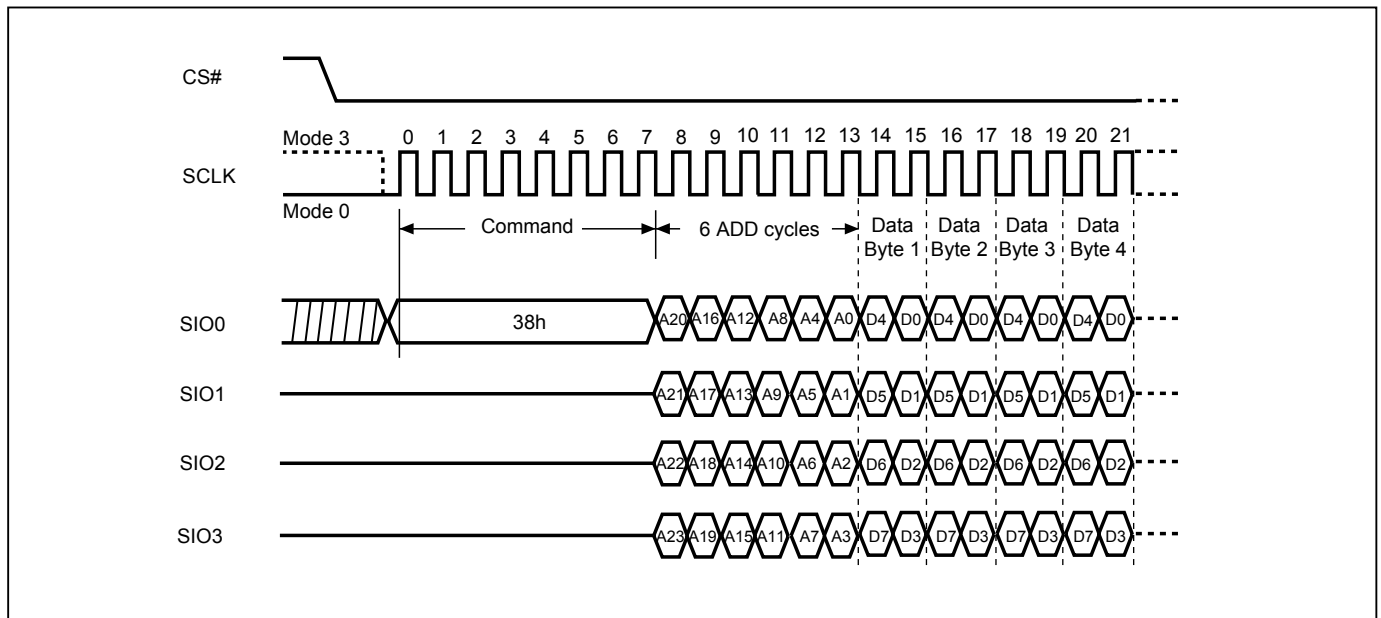 CS#
Mode 3
0 1 2 3 4 5 6 7 8 9 10 11 12 13 14 15 16 17 18 19 20 21
SCLK
Mode 0
Command
6 ADD cycles
Data Byte 1
Data Byte 2
Data Byte 3
Data Byte 4
SIO0 38h A20 A16 A12 A8 A4 A0 D4 D0 D4 D0 D4 D0 D4 D0
SIO1 A21 A17 A13 A9 A5 A1 D5 D1 D5 D1 D5 D1 D5 D1
SIO2 A22 A18 A14 A10 A6 A2 D6 D2 D6 D2 D6 D2 D6 D2
SIO3 A23 A19 A15 A11 A7 A3 D7 D3 D7 D3 D7 D3 D7 D3